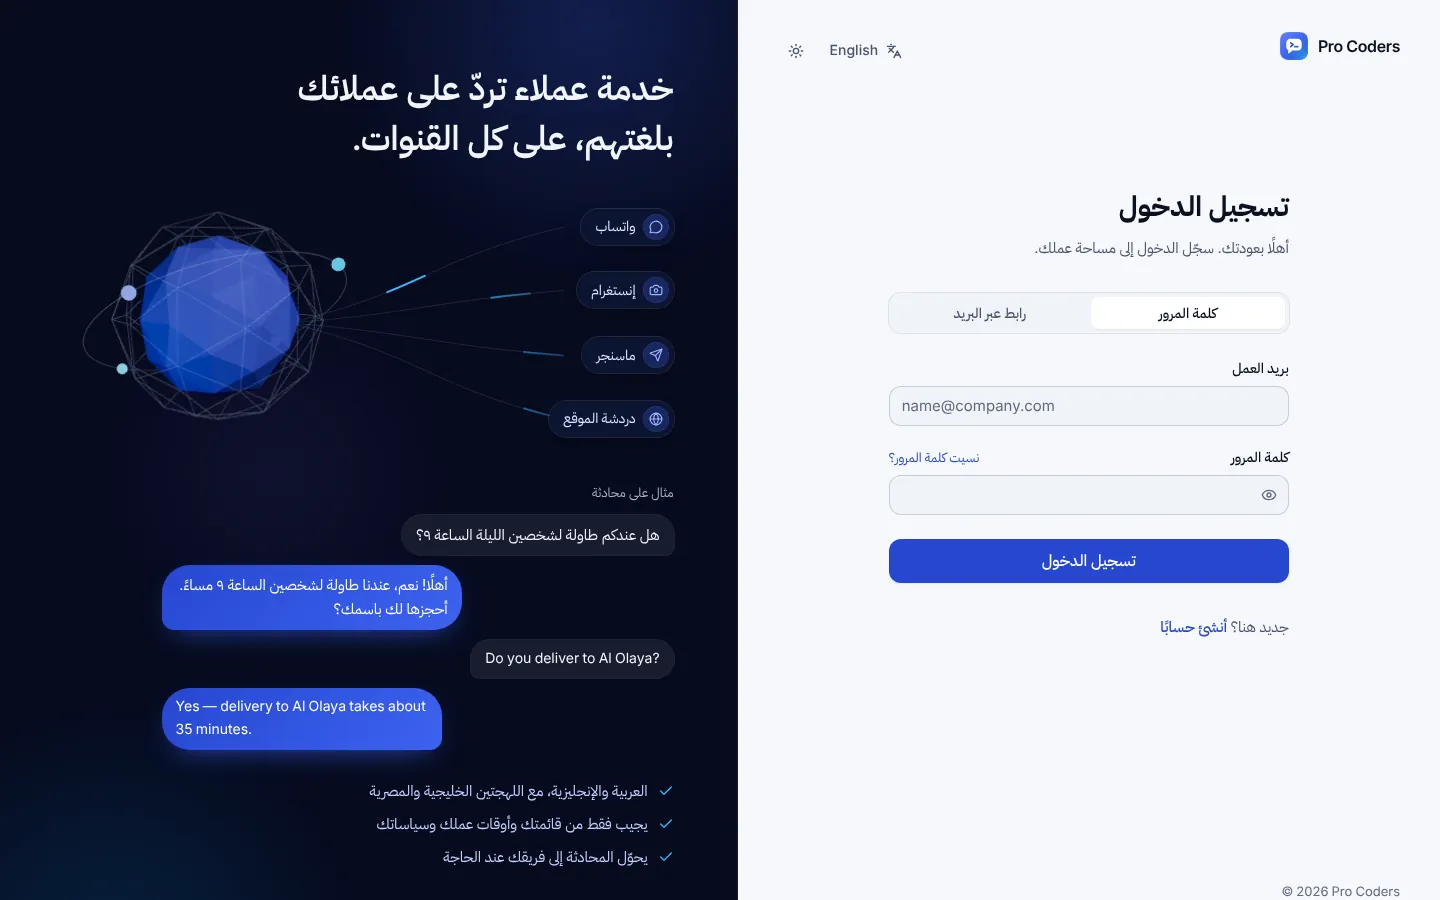 Pro Coders
English
تسجيل الدخول
أهلًا بعودتك. سجّل الدخول إلى مساحة عملك.
كلمة المرور
رابط عبر البريد
بريد العمل
name@company.com
كلمة المرور
نسيت كلمة المرور؟
تسجيل الدخول
جديد هنا؟ أنشئ حسابًا
© 2026 Pro Coders
خدمة عملاء تردّ على عملائك
بلغتهم، على كل القنوات.
واتساب
إنستغرام
ماسنجر
دردشة الموقع
مثال على محادثة
هل عندكم طاولة لشخصين الليلة الساعة ٩؟
أهلًا! نعم، عندنا طاولة لشخصين الساعة ٩ مساءً.
أحجزها لك باسمك؟
Do you deliver to Al Olaya?
Yes — delivery to Al Olaya takes about
35 minutes.
العربية والإنجليزية، مع اللهجتين الخليجية والمصرية
يجيب فقط من قائمتك وأوقات عملك وسياساتك
يحوّل المحادثة إلى فريقك عند الحاجة